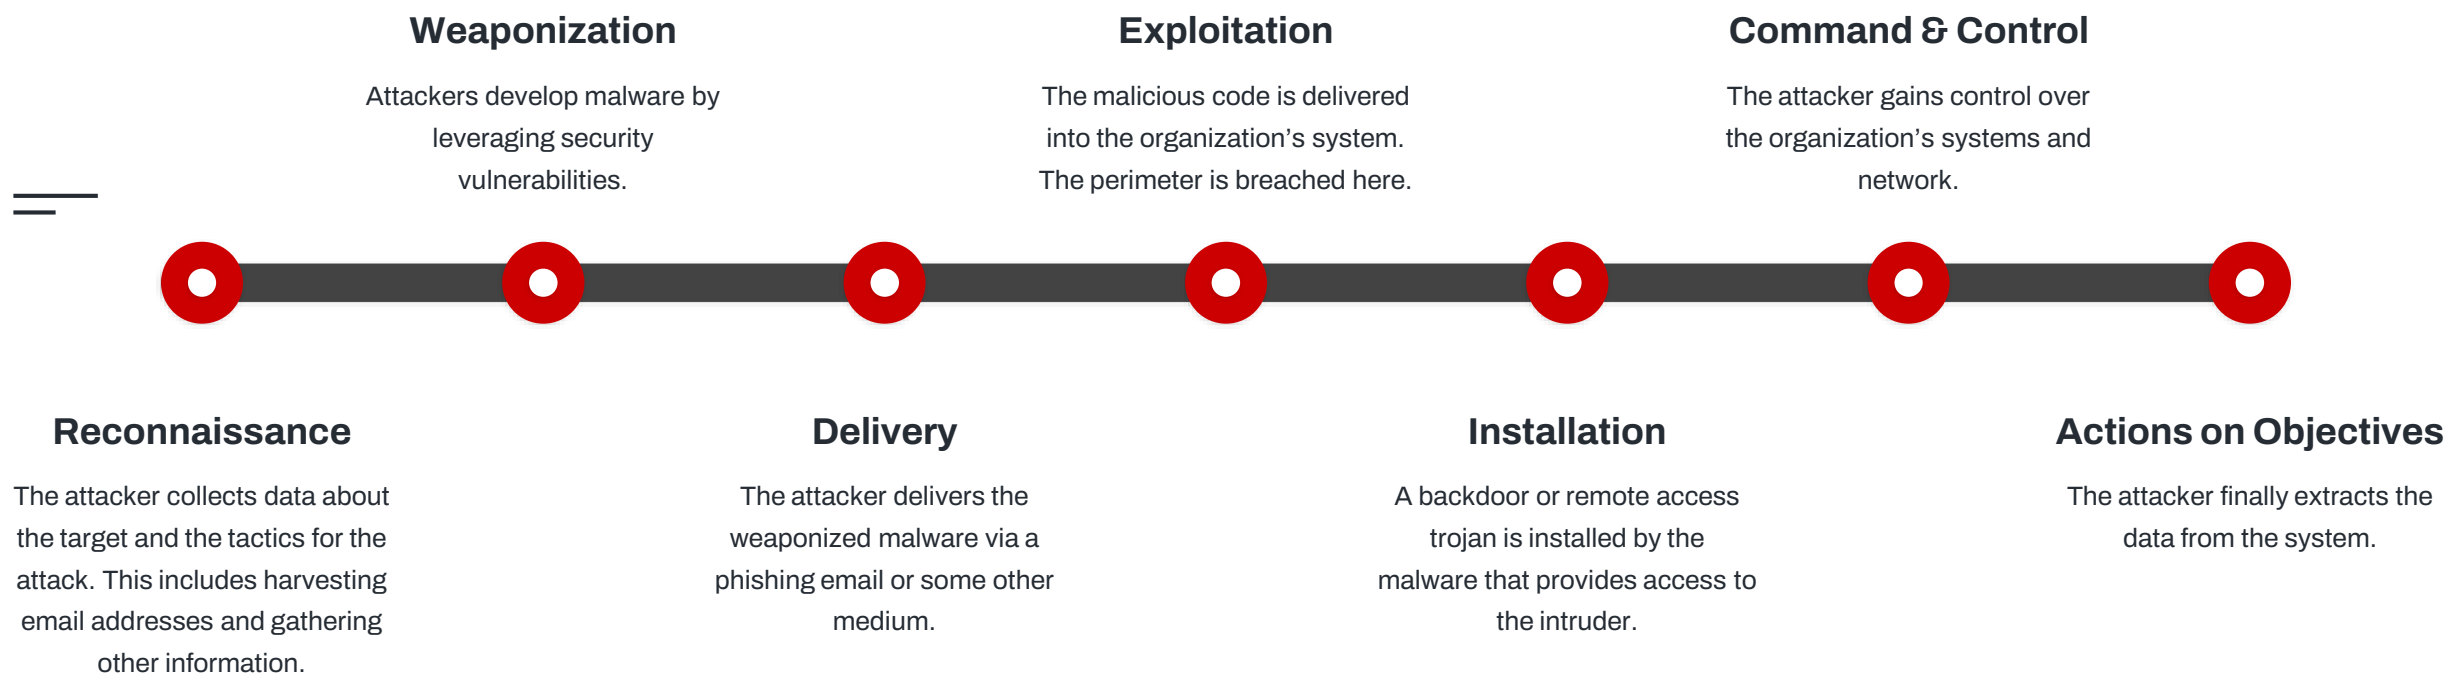 Weaponization
Attackers develop malware by
leveraging security
vulnerabilities.
Exploitation
The malicious code is delivered
into the organization’s system.
The perimeter is breached here.
Command & Control
The attacker gains control over
the organization’s systems and
network.
Reconnaissance
The attacker collects data about
the target and the tactics for the
attack. This includes harvesting
email addresses and gathering
other information.
Delivery
The attacker delivers the
weaponized malware via a
phishing email or some other
medium.
Installation
A backdoor or remote access
trojan is installed by the
malware that provides access to
the intruder.
Actions on Objectives
The attacker finally extracts the
data from the system.